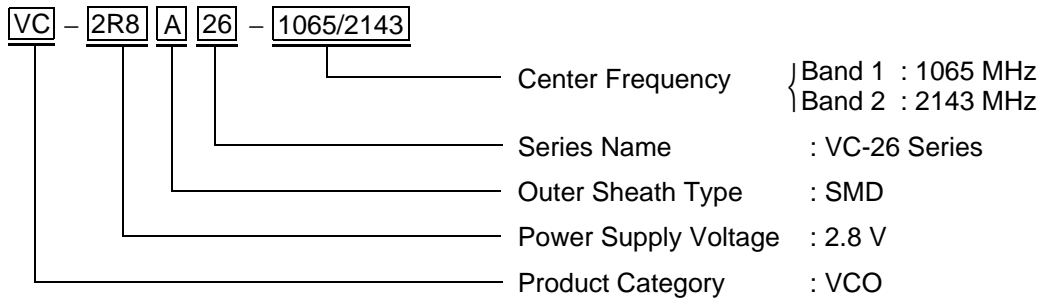 VC – 2R8 A 26 – 1065/2143
Center Frequency Band 1 : 1065 MHz
Band 2 : 2143 MHz
Series Name : VC-26 Series
Outer Sheath Type : SMD
Power Supply Voltage : 2.8 V
Product Category : VCO